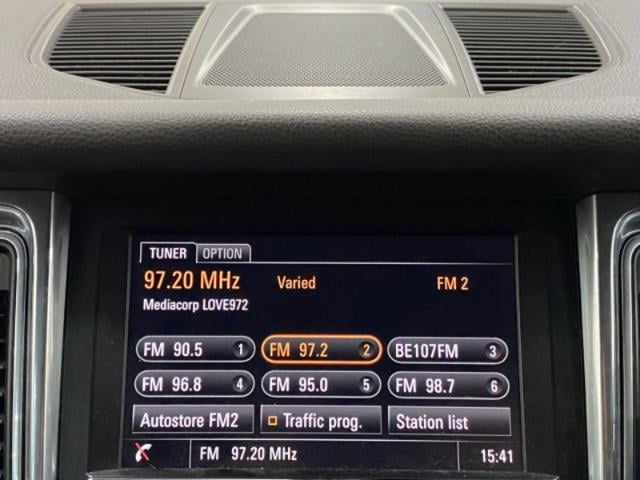 TUNER OPTION
97.20 MHz Varied FM 2
Mediacorp LOVE972
FM 90.5 1 FM 97.2 2 BE107FM 3
FM 96.8 4 FM 95.0 5 FM 98.7 6
Autostore FM2 Traffic prog. Station list
FM 97.20 MHz 15:41